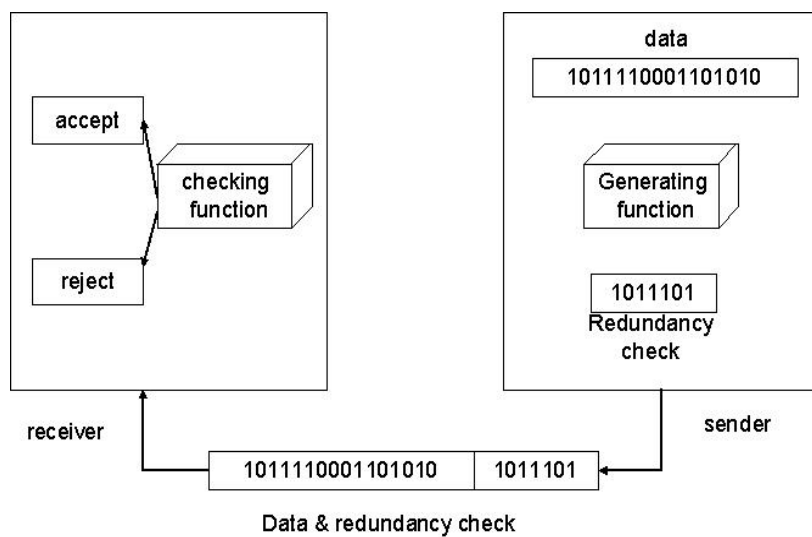 accept
reject
checking
function
receiver
data
1011110001101010
Generating
function
1011101
Redundancy
check
sender
1011110001101010 1011101
Data & redundancy check